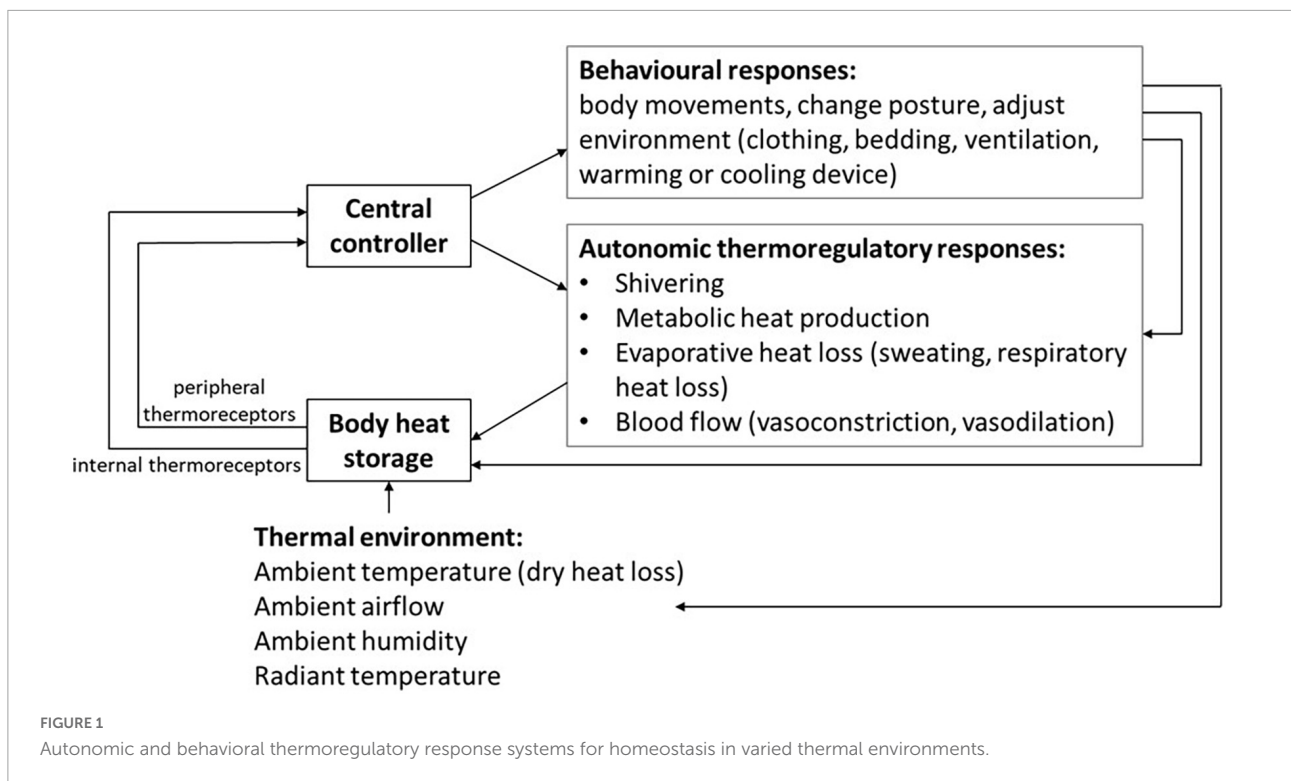 Behavioural responses:
body movements, change posture, adjust
environment (clothing, bedding, ventilation,
warming or cooling device)
Central
controller
Autonomic thermoregulatory responses:
• Shivering
• Metabolic heat production
• Evaporative heat loss (sweating, respiratory
heat loss)
• Blood flow (vasoconstriction, vasodilation)
peripheral
thermoreceptors
internal thermoreceptors
Body heat
storage
Thermal environment:
Ambient temperature (dry heat loss)
Ambient airflow
Ambient humidity
Radiant temperature
FIGURE 1
Autonomic and behavioral thermoregulatory response systems for homeostasis in varied thermal environments.